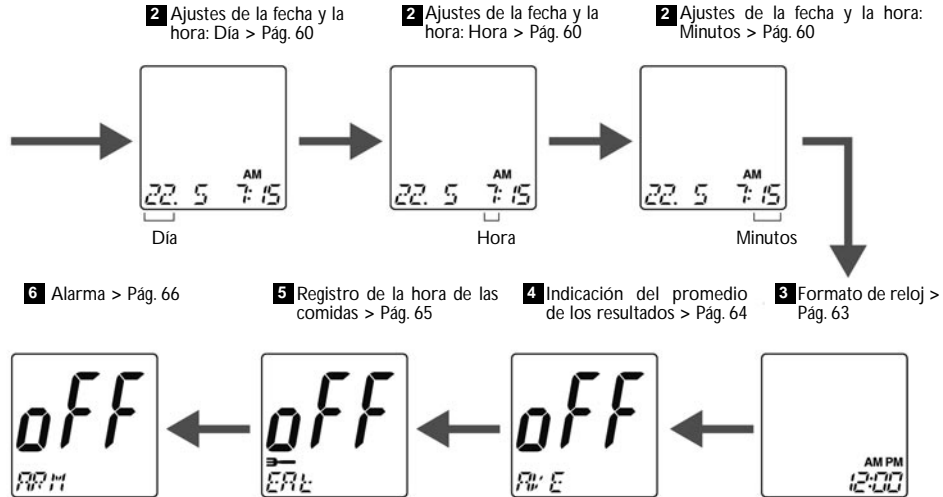 2 Ajustes de la fecha y la
hora: Día > Pág. 60
2 Ajustes de la fecha y la
hora: Hora > Pág. 60
2 Ajustes de la fecha y la hora:
Minutos > Pág. 60
AM
22. 5 7:15
Día
AM
22. 5 7:15
Hora
AM
22. 5 7:15
Minutos
6 Alarma > Pág. 66
5 Registro de la hora de las
comidas > Pág. 65
4 Indicación del promedio
de los resultados > Pág. 64
3 Formato de reloj >
Pág. 63
oFF
ARM
oFF
EAt
oFF
AVE
AM PM
12:00